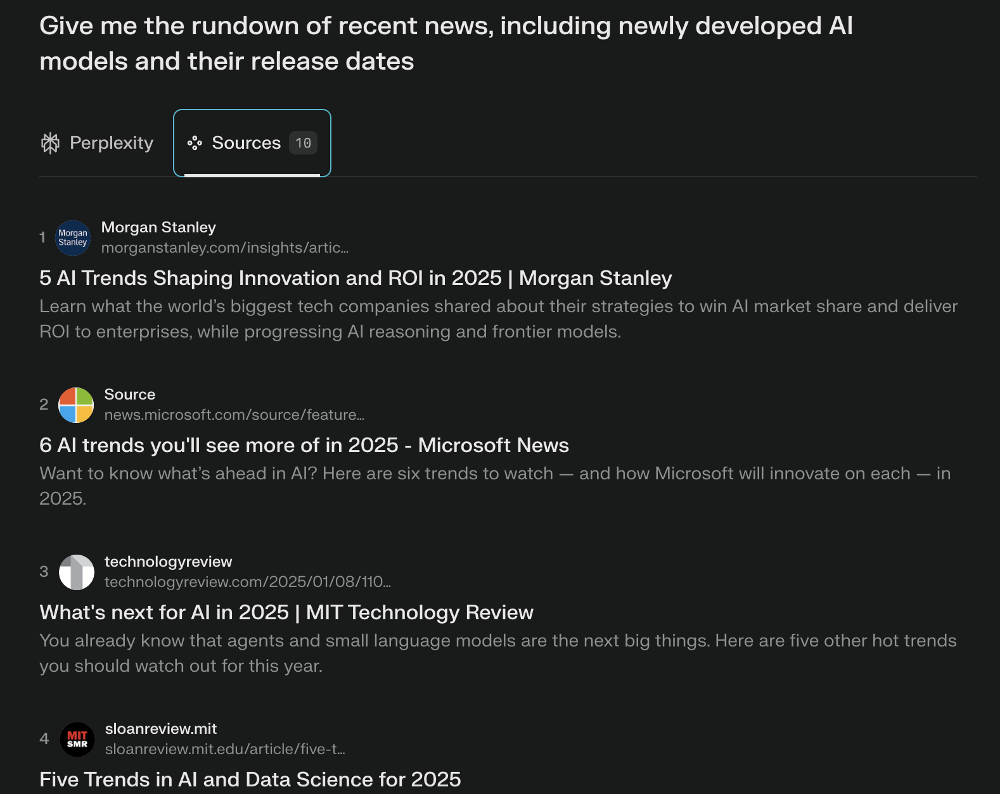 Give me the rundown of recent news, including newly developed AI
models and their release dates
Perplexity
Sources 10
1
Morgan
Stanley
Morgan Stanley
morganstanley.com/insights/artic...
5 AI Trends Shaping Innovation and ROI in 2025 | Morgan Stanley
Learn what the world’s biggest tech companies shared about their strategies to win AI market share and deliver
ROI to enterprises, while progressing AI reasoning and frontier models.
2
Source
news.microsoft.com/source/feature...
6 AI trends you'll see more of in 2025 - Microsoft News
Want to know what’s ahead in AI? Here are six trends to watch — and how Microsoft will innovate on each — in
2025.
3
technologyreview
technologyreview.com/2025/01/08/110...
What's next for AI in 2025 | MIT Technology Review
You already know that agents and small language models are the next big things. Here are five other hot trends
you should watch out for this year.
4
MIT
SMR
sloanreview.mit
sloanreview.mit.edu/article/five-t...
Five Trends in AI and Data Science for 2025